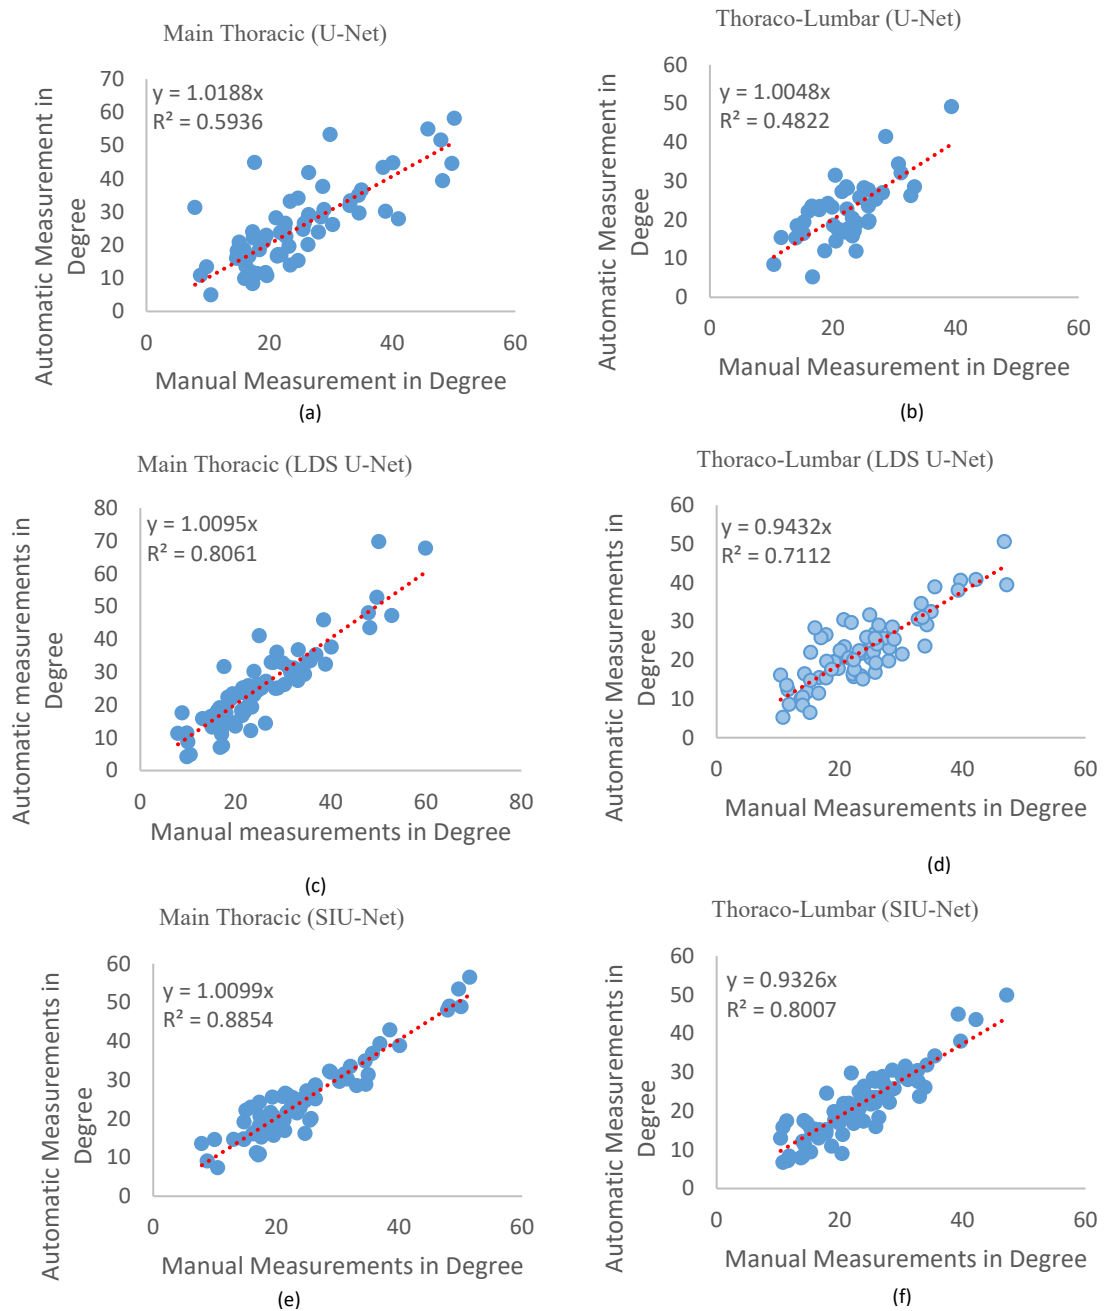 Main Thoracic (U-Net)
y = 1.0188x
R² = 0.5936
Automatic Measurement in
Degree
70
60
50
40
30
20
10
0
0
20
40
60
Manual Measurement in Degree
(a)
Thoraco-Lumbar (U-Net)
y = 1.0048x
R² = 0.4822
Automatic Measurement in
Degee
60
50
40
30
20
10
0
0
20
40
60
Manual Measurement in Degree
(b)
Main Thoracic (LDS U-Net)
y = 1.0095x
R² = 0.8061
Automatic measurements in
Degree
80
70
60
50
40
30
20
10
0
0
20
40
60
80
Manual measurements in Degree
(c)
Thoraco-Lumbar (LDS U-Net)
y = 0.9432x
R² = 0.7112
Automatic Measurements in
Degree
60
50
40
30
20
10
0
0
20
40
60
Manual Measurements in Degree
(d)
Main Thoracic (SIU-Net)
y = 1.0099x
R² = 0.8854
Automatic Measurements in
Degree
60
50
40
30
20
10
0
0
20
40
60
Manual Measurements in Degree
(e)
Thoraco-Lumbar (SIU-Net)
y = 0.9326x
R² = 0.8007
Automatic Measurements in
Degree
60
50
40
30
20
10
0
0
20
40
60
Manual Measurements in Degree
(f)